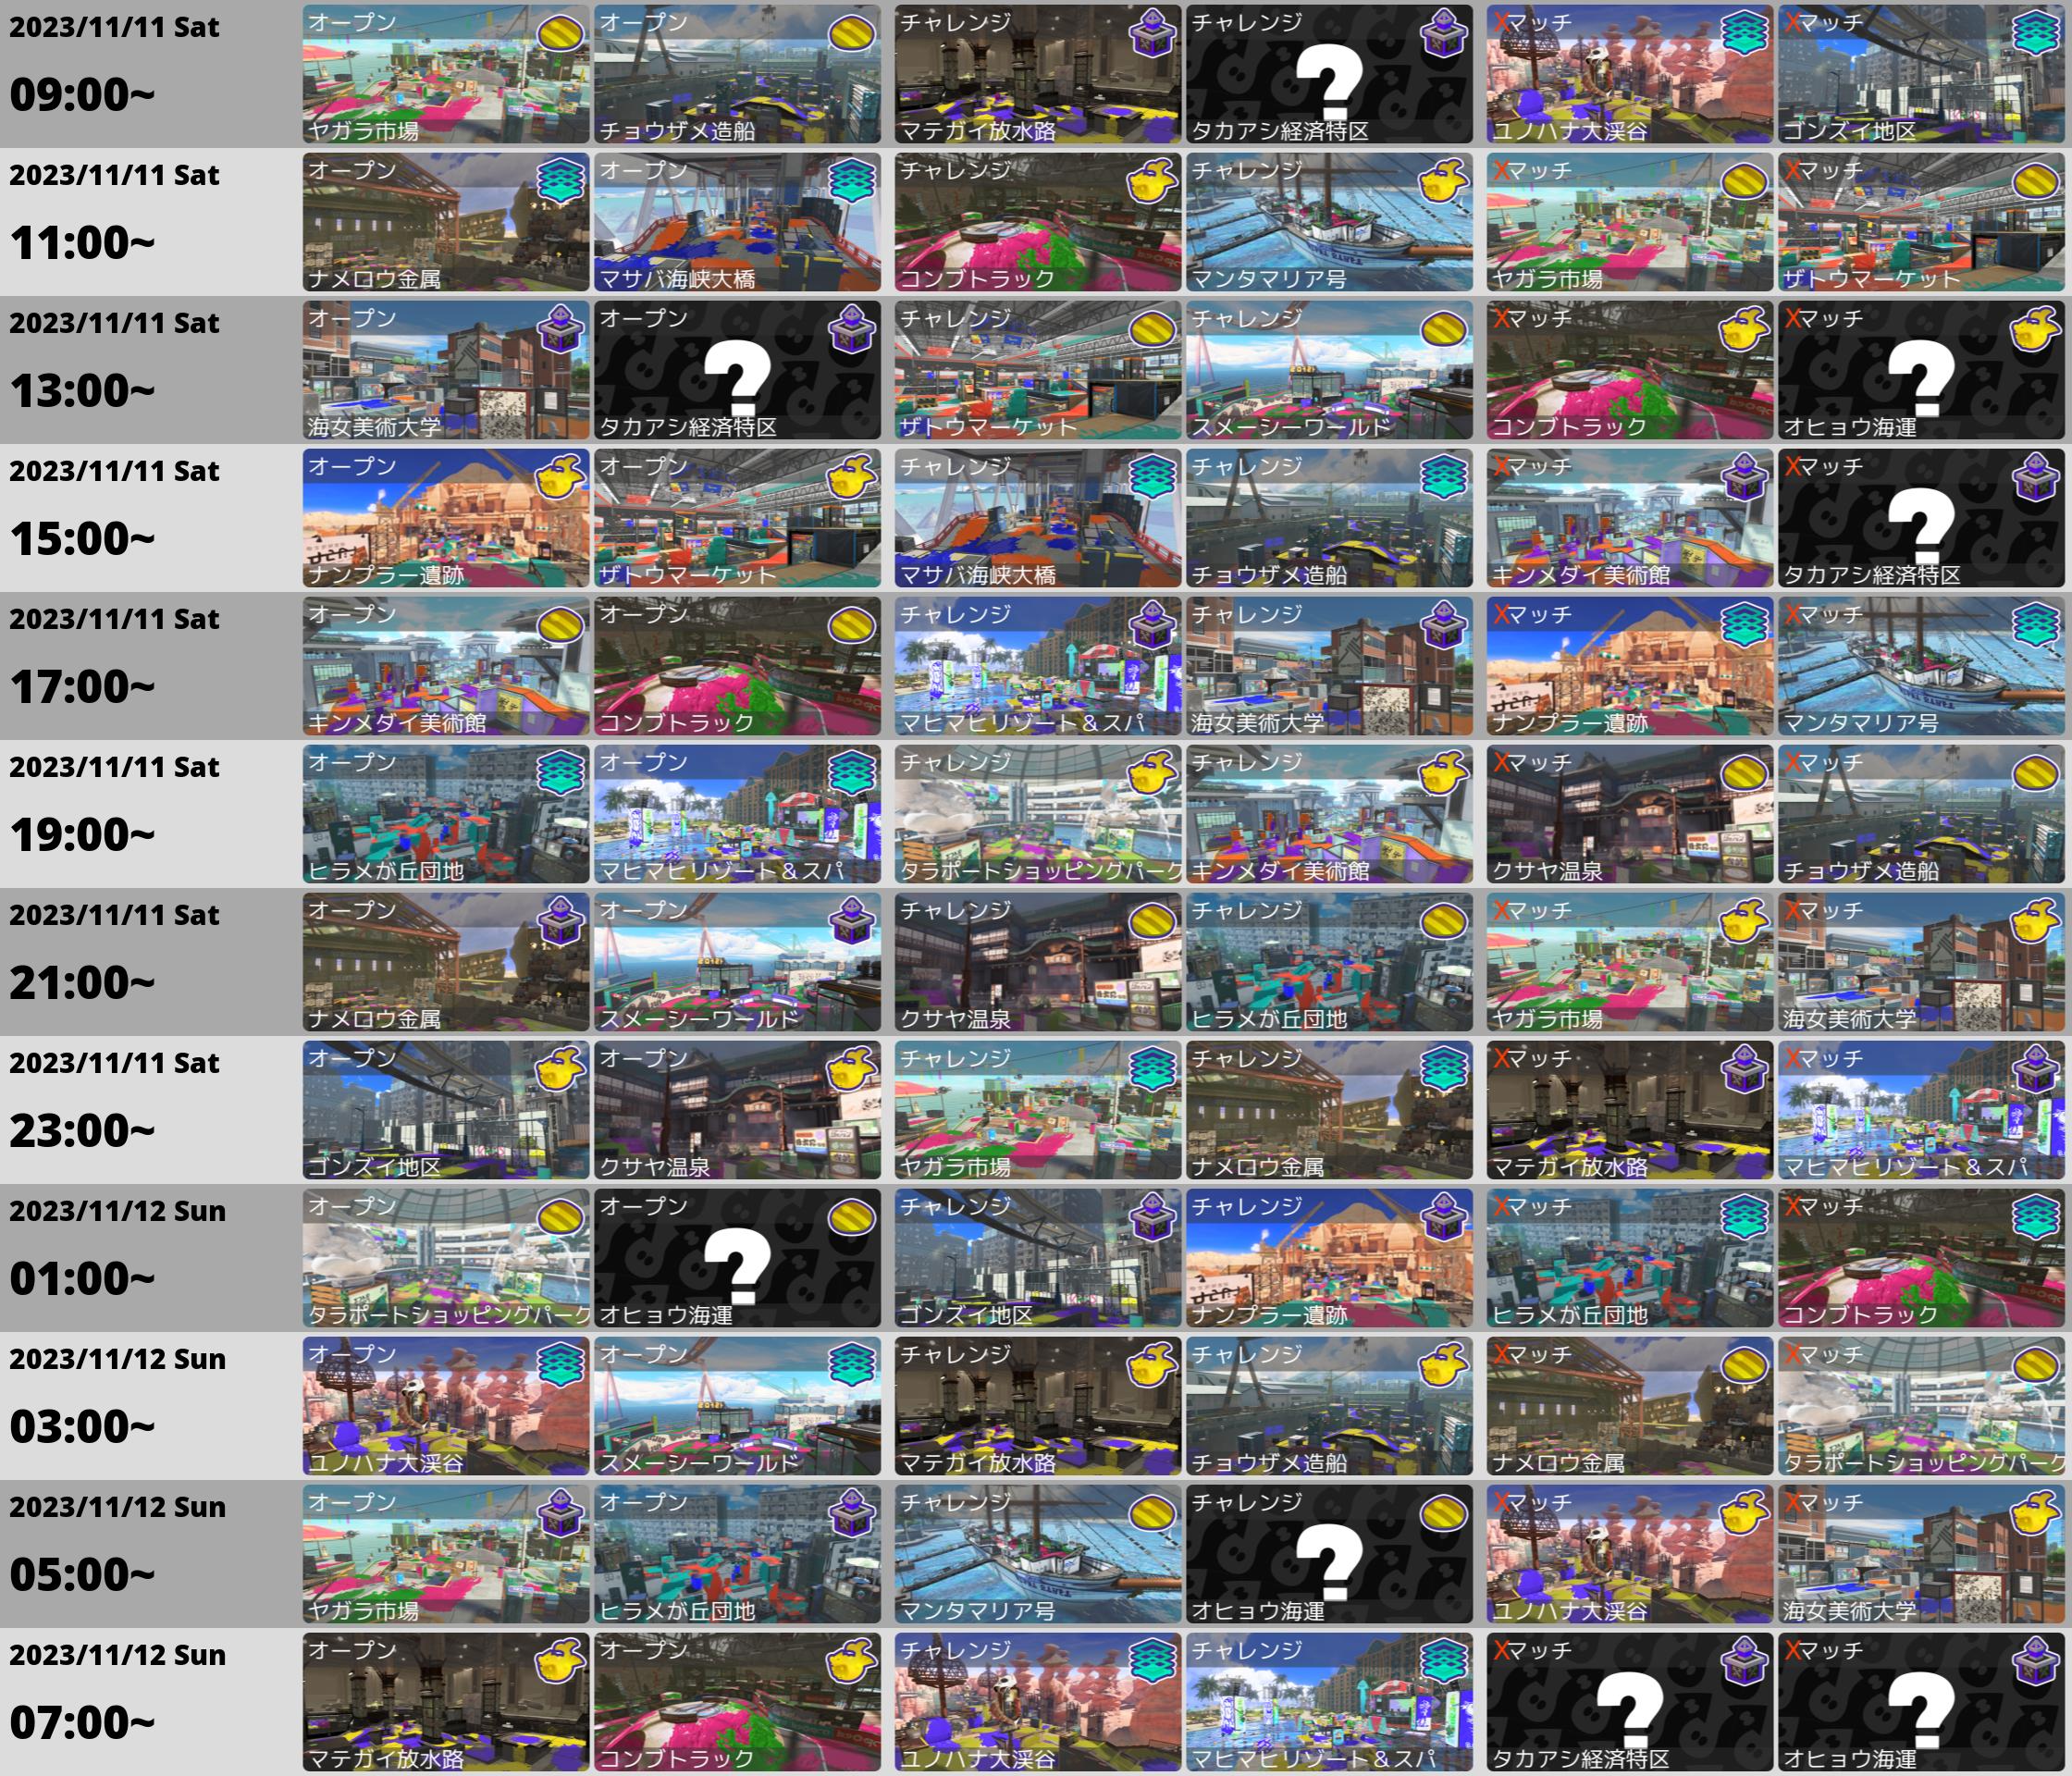 2023/11/11 Sat
09:00~
オープン
ヤガラ市場
オープン
チョウザメ造船
チャレンジ
マテガイ放水路
チャレンジ
?
タカアシ経済特区
Xマッチ
ユノハナ大渓谷
Xマッチ
ゴンズイ地区
2023/11/11 Sat
11:00~
オープン
ナメロウ金属
オープン
マサバ海峡大橋
チャレンジ
コンブトラック
チャレンジ
マンタマリア号
Xマッチ
ヤガラ市場
Xマッチ
ザトウマーケット
2023/11/11 Sat
13:00~
オープン
海女美術大学
オープン
?
タカアシ経済特区
チャレンジ
ザトウマーケット
チャレンジ
スメーシーワールド
Xマッチ
コンブトラック
Xマッチ
?
オヒョウ海運
2023/11/11 Sat
15:00~
オープン
ナンプラー遺跡
オープン
ザトウマーケット
チャレンジ
マサバ海峡大橋
チャレンジ
チョウザメ造船
Xマッチ
キンメダイ美術館
Xマッチ
?
タカアシ経済特区
2023/11/11 Sat
17:00~
オープン
キンメダイ美術館
オープン
コンブトラック
チャレンジ
マヒマヒリゾート＆スパ
チャレンジ
海女美術大学
Xマッチ
ナンプラー遺跡
Xマッチ
マンタマリア号
2023/11/11 Sat
19:00~
オープン
ヒラメが丘団地
オープン
マヒマヒリゾート＆スパ
チャレンジ
タラポートショッピングパーク
チャレンジ
キンメダイ美術館
Xマッチ
クサヤ温泉
Xマッチ
チョウザメ造船
2023/11/11 Sat
21:00~
オープン
ナメロウ金属
オープン
スメーシーワールド
チャレンジ
クサヤ温泉
チャレンジ
ヒラメが丘団地
Xマッチ
ヤガラ市場
Xマッチ
海女美術大学
2023/11/11 Sat
23:00~
オープン
ゴンズイ地区
オープン
クサヤ温泉
チャレンジ
ヤガラ市場
チャレンジ
ナメロウ金属
Xマッチ
マテガイ放水路
Xマッチ
マヒマヒリゾート＆スパ
2023/11/12 Sun
01:00~
オープン
タラポートショッピングパーク
オープン
?
オヒョウ海運
チャレンジ
ゴンズイ地区
チャレンジ
ナンプラー遺跡
Xマッチ
ヒラメが丘団地
Xマッチ
コンブトラック
2023/11/12 Sun
03:00~
オープン
ユノハナ大渓谷
オープン
スメーシーワールド
チャレンジ
マテガイ放水路
チャレンジ
チョウザメ造船
Xマッチ
ナメロウ金属
Xマッチ
タラポートショッピングパーク
2023/11/12 Sun
05:00~
オープン
ヤガラ市場
オープン
ヒラメが丘団地
チャレンジ
マンタマリア号
チャレンジ
?
オヒョウ海運
Xマッチ
ユノハナ大渓谷
Xマッチ
海女美術大学
2023/11/12 Sun
07:00~
オープン
マテガイ放水路
オープン
コンブトラック
チャレンジ
ユノハナ大渓谷
チャレンジ
マヒマヒリゾート＆スパ
Xマッチ
?
タカアシ経済特区
Xマッチ
?
オヒョウ海運